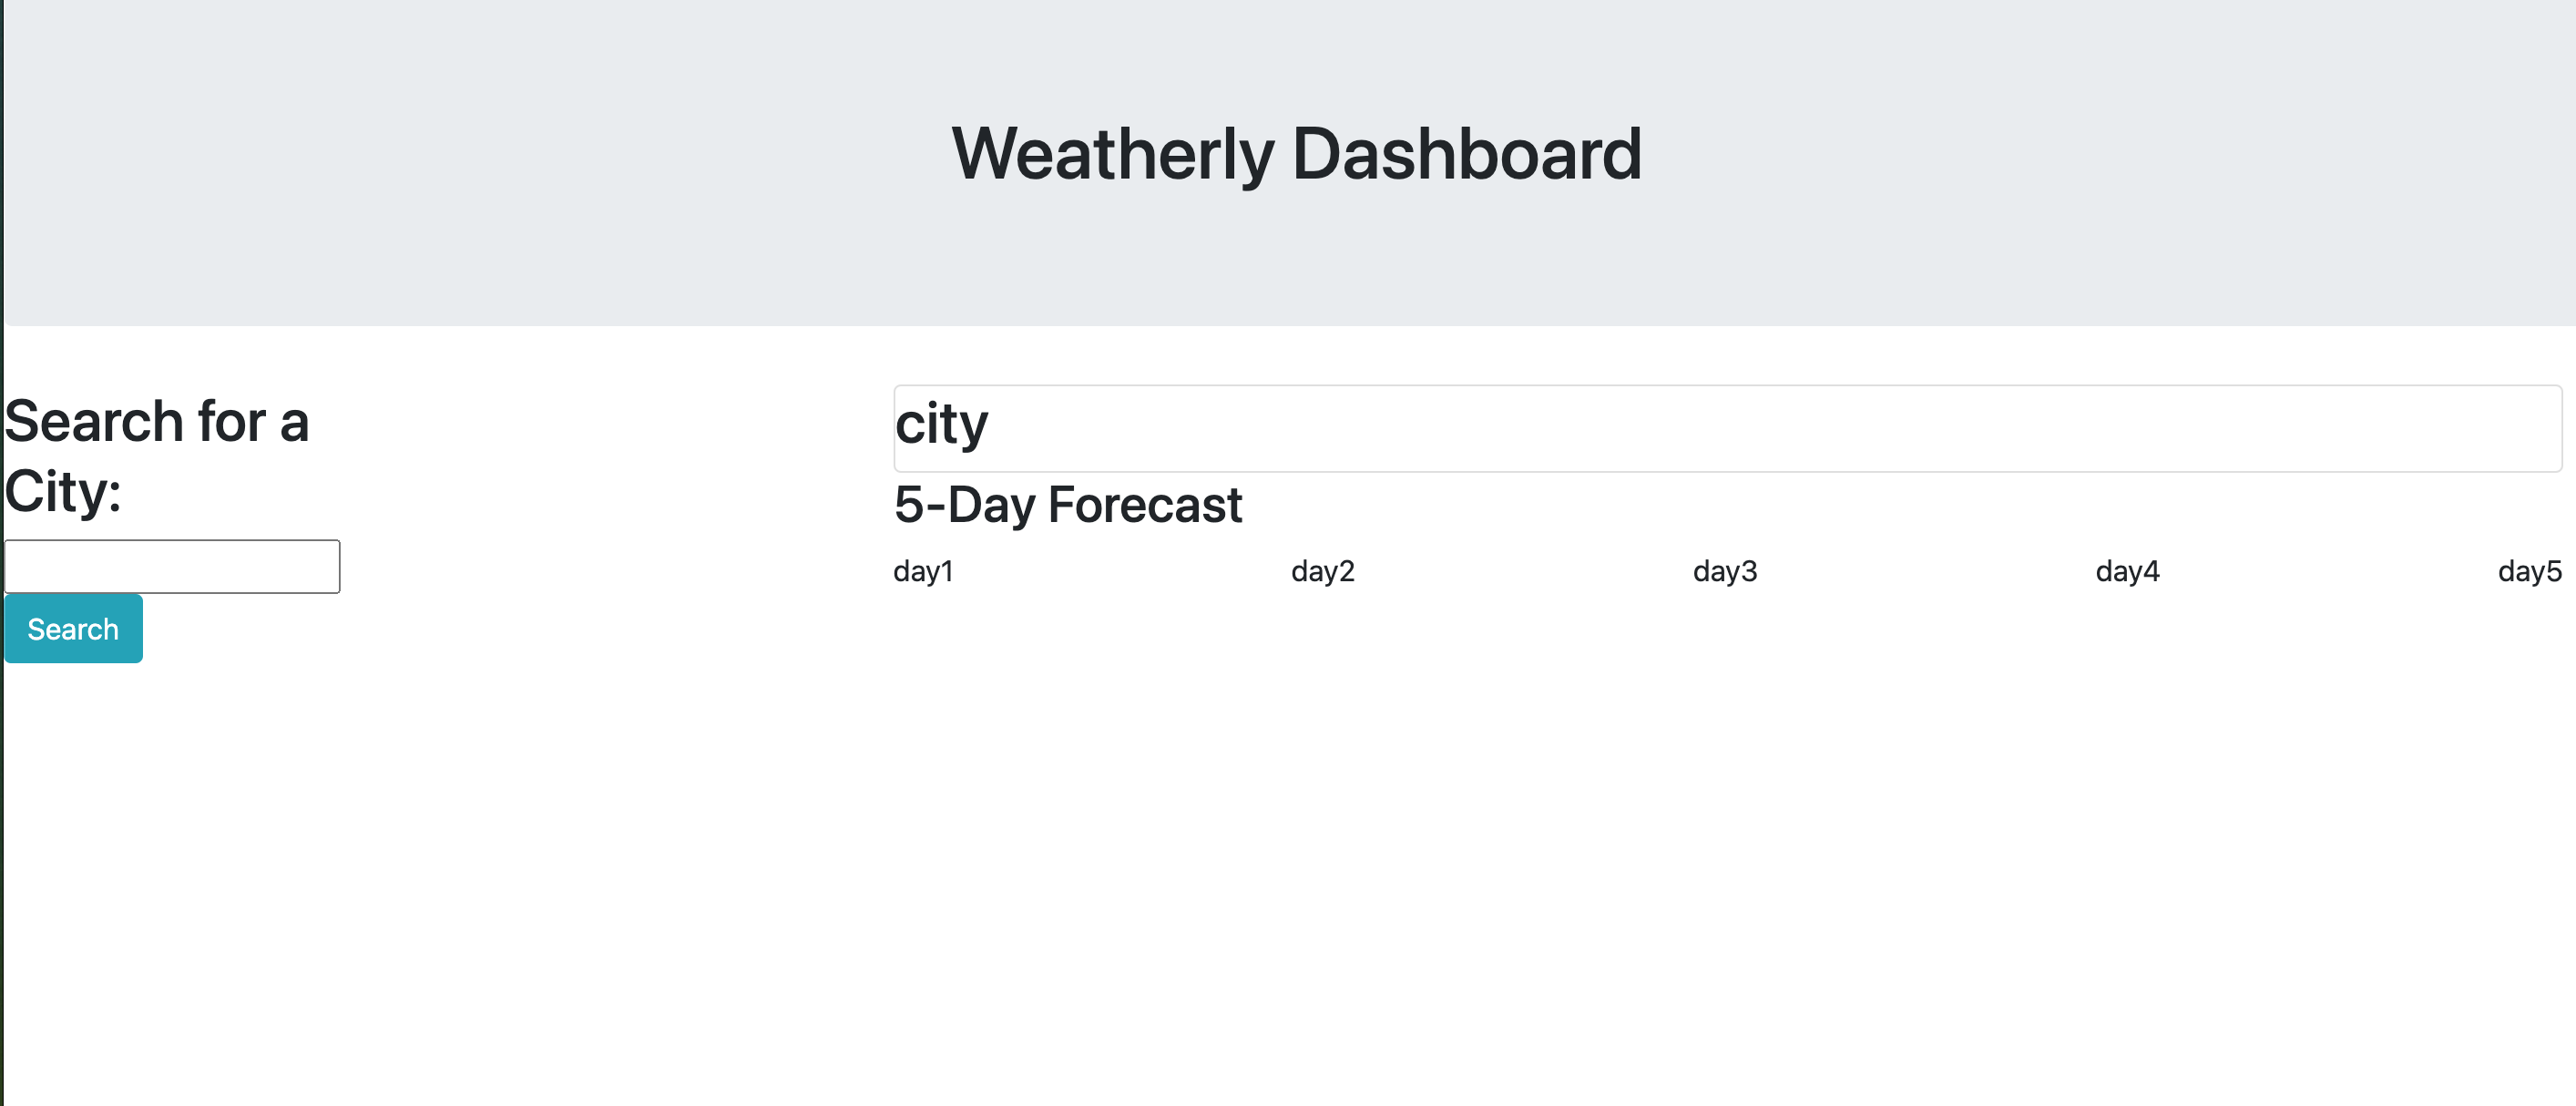 Weatherly Dashboard
Search for a
City:
Search
city
5-Day Forecast
day1 day2 day3 day4 day5